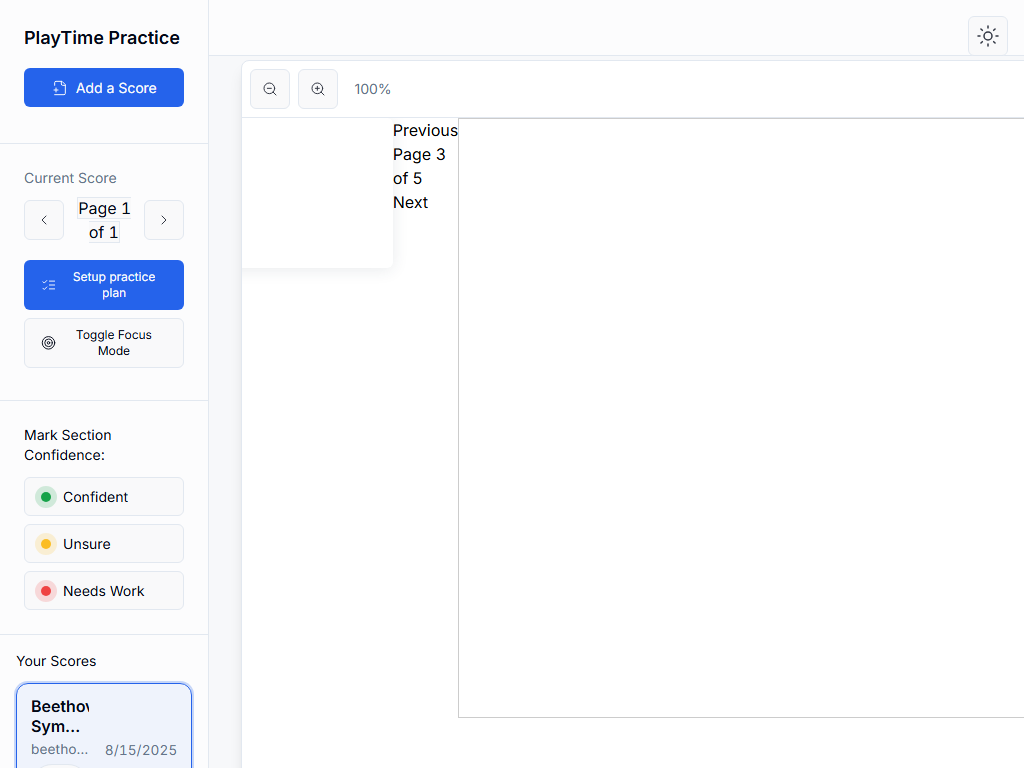 PlayTime Practice
Add a Score
Current Score
Page 1
of 1
Setup practice
plan
Toggle Focus
Mode
Mark Section
Confidence:
Confident
Unsure
Needs Work
Your Scores
Beethov
Sym...
beetho...
8/15/2025
100%
Previous
Page 3
of 5
Next